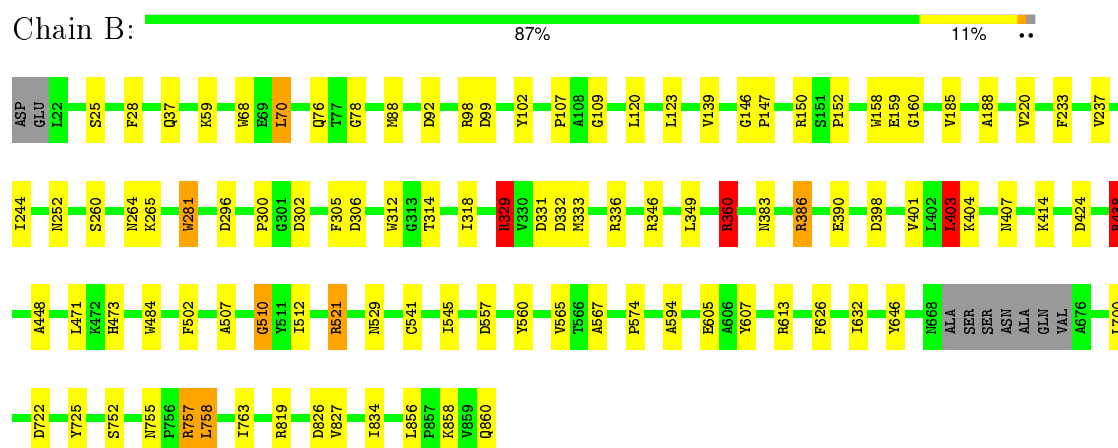 Chain B:
87% 11% ••
ASP GLU L22 S25 F28 Q37 K59 W68 E69 L70 Q76 T77 G78 M88 D92 R98 D99 Y102 P107 A108 G109 L120 L123 V139 G146 P147 R150 S151 P152 W158 E159 G160 V185 A188 V220 F233 V237
I244 N252 S260 N264 K265 W281 D296 P300 G301 D302 F305 D306 W312 G313 T314 I318 R329 V330 D331 D332 M333 R336 R346 L349 R360 N383 R386 E390 D398 V401 L402 L403 K404 N407 K414 D424
A448 L471 K472 H473 W484 F502 A507 G510 Y511 I512 R521 N529 C541 I545 D557 Y560 V565 T566 A567 P574 A594 E605 A606 Y607 R613 F626 I632 Y646 N668 ALA SER SER ASN ALA GLN VAL A676
D722 Y725 S752 N755 P756 R757 L758 I763 R819 D826 V827 I834 L856 P857 K858 V859 Q860